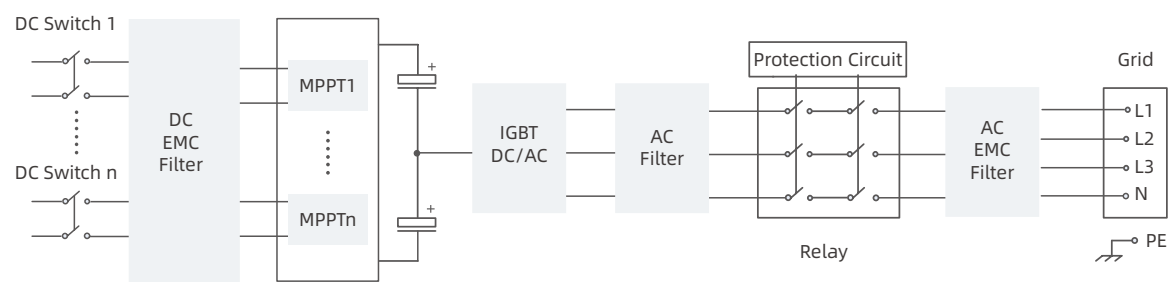 DC Switch 1
DC Switch n
DC
EMC
Filter
MPPT1
MPPTn
+
+
IGBT
DC/AC
AC
Filter
Protection Circuit
Relay
AC
EMC
Filter
Grid
L1
L2
L3
N
PE